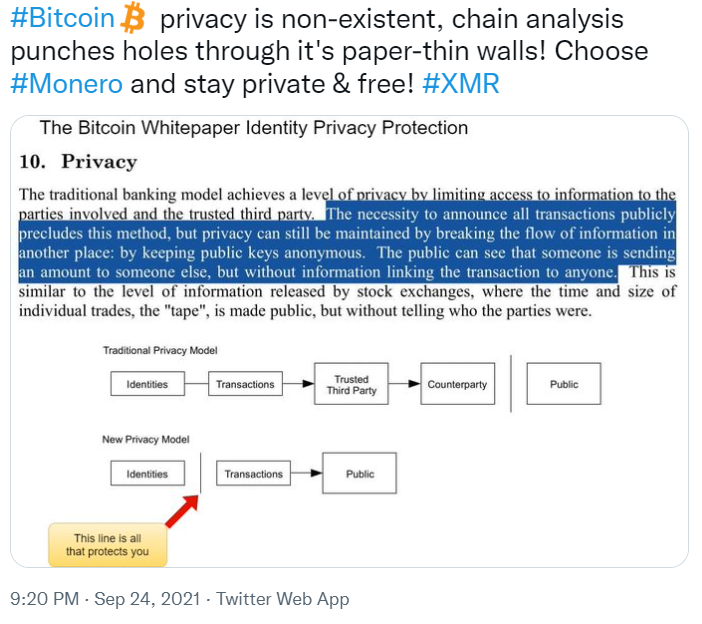 #Bitcoin privacy is non-existent, chain analysis
punches holes through it's paper-thin walls! Choose
#Monero and stay private & free! #XMR
The Bitcoin Whitepaper Identity Privacy Protection
10. Privacy
The traditional banking model achieves a level of privacy by limiting access to information to the
parties involved and the trusted third party. The necessity to announce all transactions publicly
precludes this method, but privacy can still be maintained by breaking the flow of information in
another place: by keeping public keys anonymous. The public can see that someone is sending
an amount to someone else, but without information linking the transaction to anyone. This is
similar to the level of information released by stock exchanges, where the time and size of
individual trades, the "tape", is made public, but without telling who the parties were.
Traditional Privacy Model
Identities
Transactions
Trusted
Third Party
Counterparty
Public
New Privacy Model
Identities
Transactions
Public
This line is all
that protects you
9:20 PM · Sep 24, 2021 · Twitter Web App